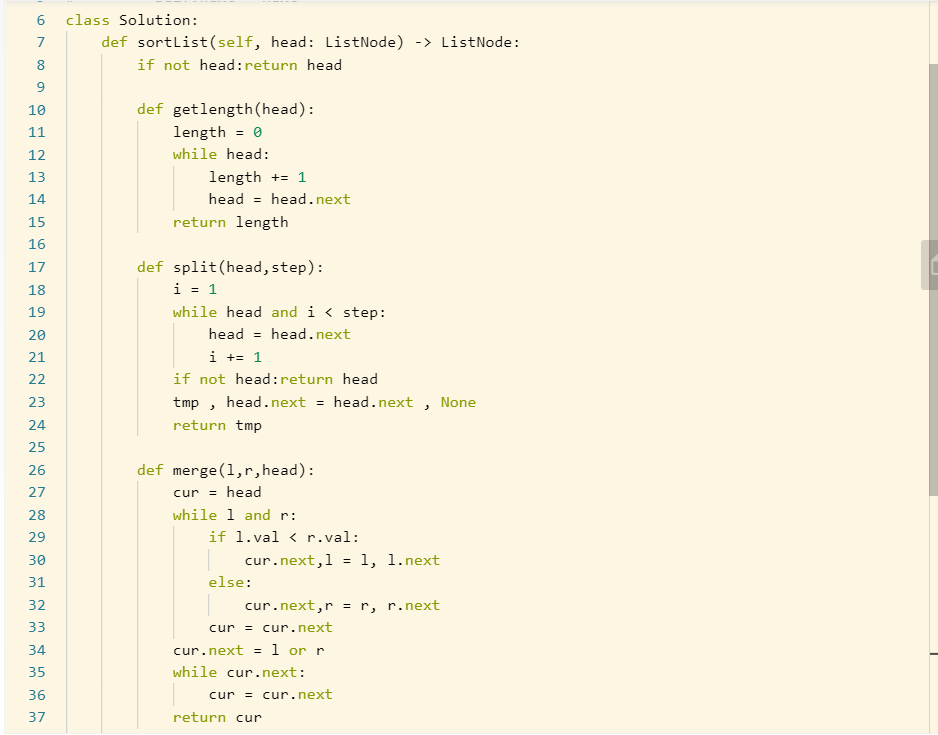 6 class Solution:
7 def sortList(self, head: ListNode) -> ListNode:
8 if not head:return head
9
10 def getlength(head):
11 length = 0
12 while head:
13 length += 1
14 head = head.next
15 return length
16
17 def split(head,step):
18 i = 1
19 while head and i < step:
20 head = head.next
21 i += 1
22 if not head:return head
23 tmp , head.next = head.next , None
24 return tmp
25
26 def merge(l,r,head):
27 cur = head
28 while l and r:
29 if l.val < r.val:
30 cur.next,l = l, l.next
31 else:
32 cur.next,r = r, r.next
33 cur = cur.next
34 cur.next = l or r
35 while cur.next:
36 cur = cur.next
37 return cur